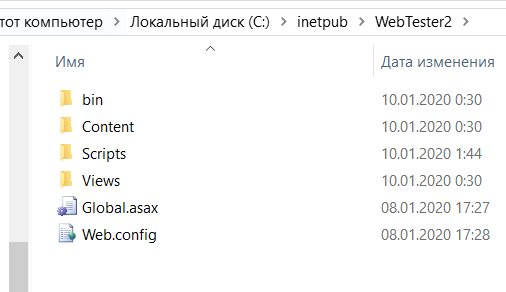 тот компьютер > Локальный диск (C:) > inetpub > WebTester2 >
Имя Дата изменения
bin 10.01.2020 0:30
Content 10.01.2020 0:30
Scripts 10.01.2020 1:44
Views 10.01.2020 0:30
Global.asax 08.01.2020 17:27
Web.config 08.01.2020 17:28